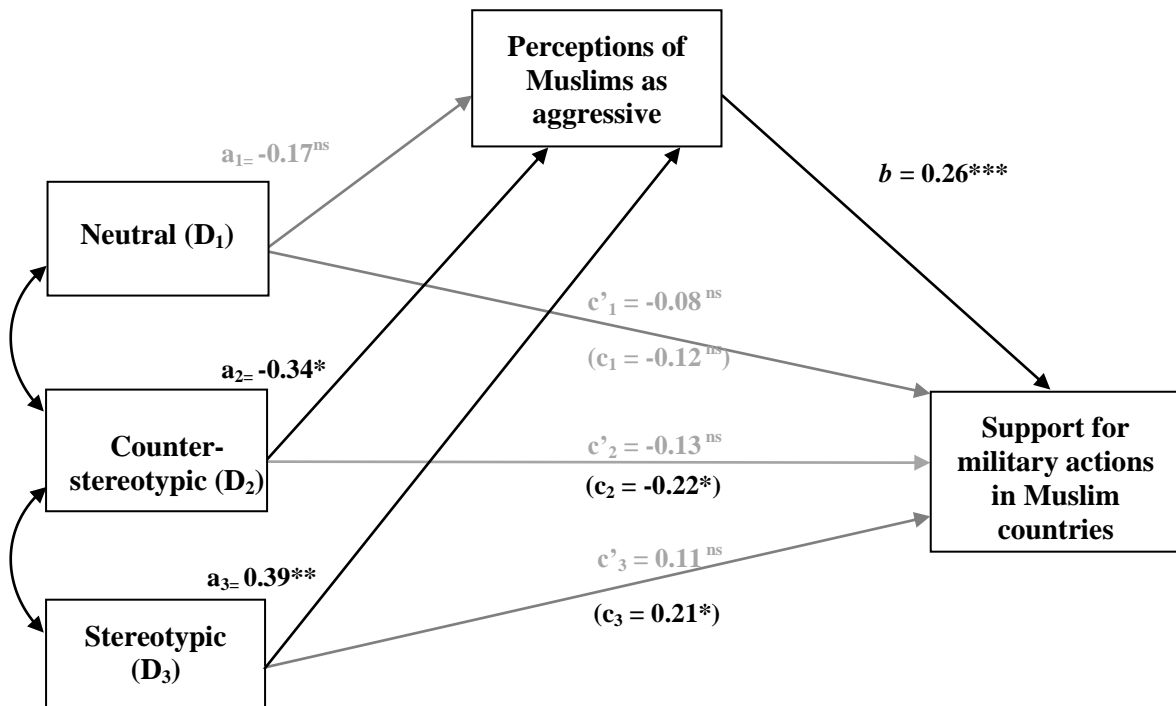 Perceptions of
Muslims as
aggressive
a₁= -0.17ⁿˢ
b = 0.26***
Neutral (D₁)
c’₁ = -0.08 ⁿˢ
(c₁ = -0.12ⁿˢ)
a₂= -0.34*
Counter-
stereotypic (D₂)
c’₂ = -0.13 ⁿˢ
(c₂ = -0.22*)
Support for
military actions
in Muslim
countries
c’₃ = 0.11 ⁿˢ
a₃= 0.39**
(c₃ = 0.21*)
Stereotypic
(D₃)